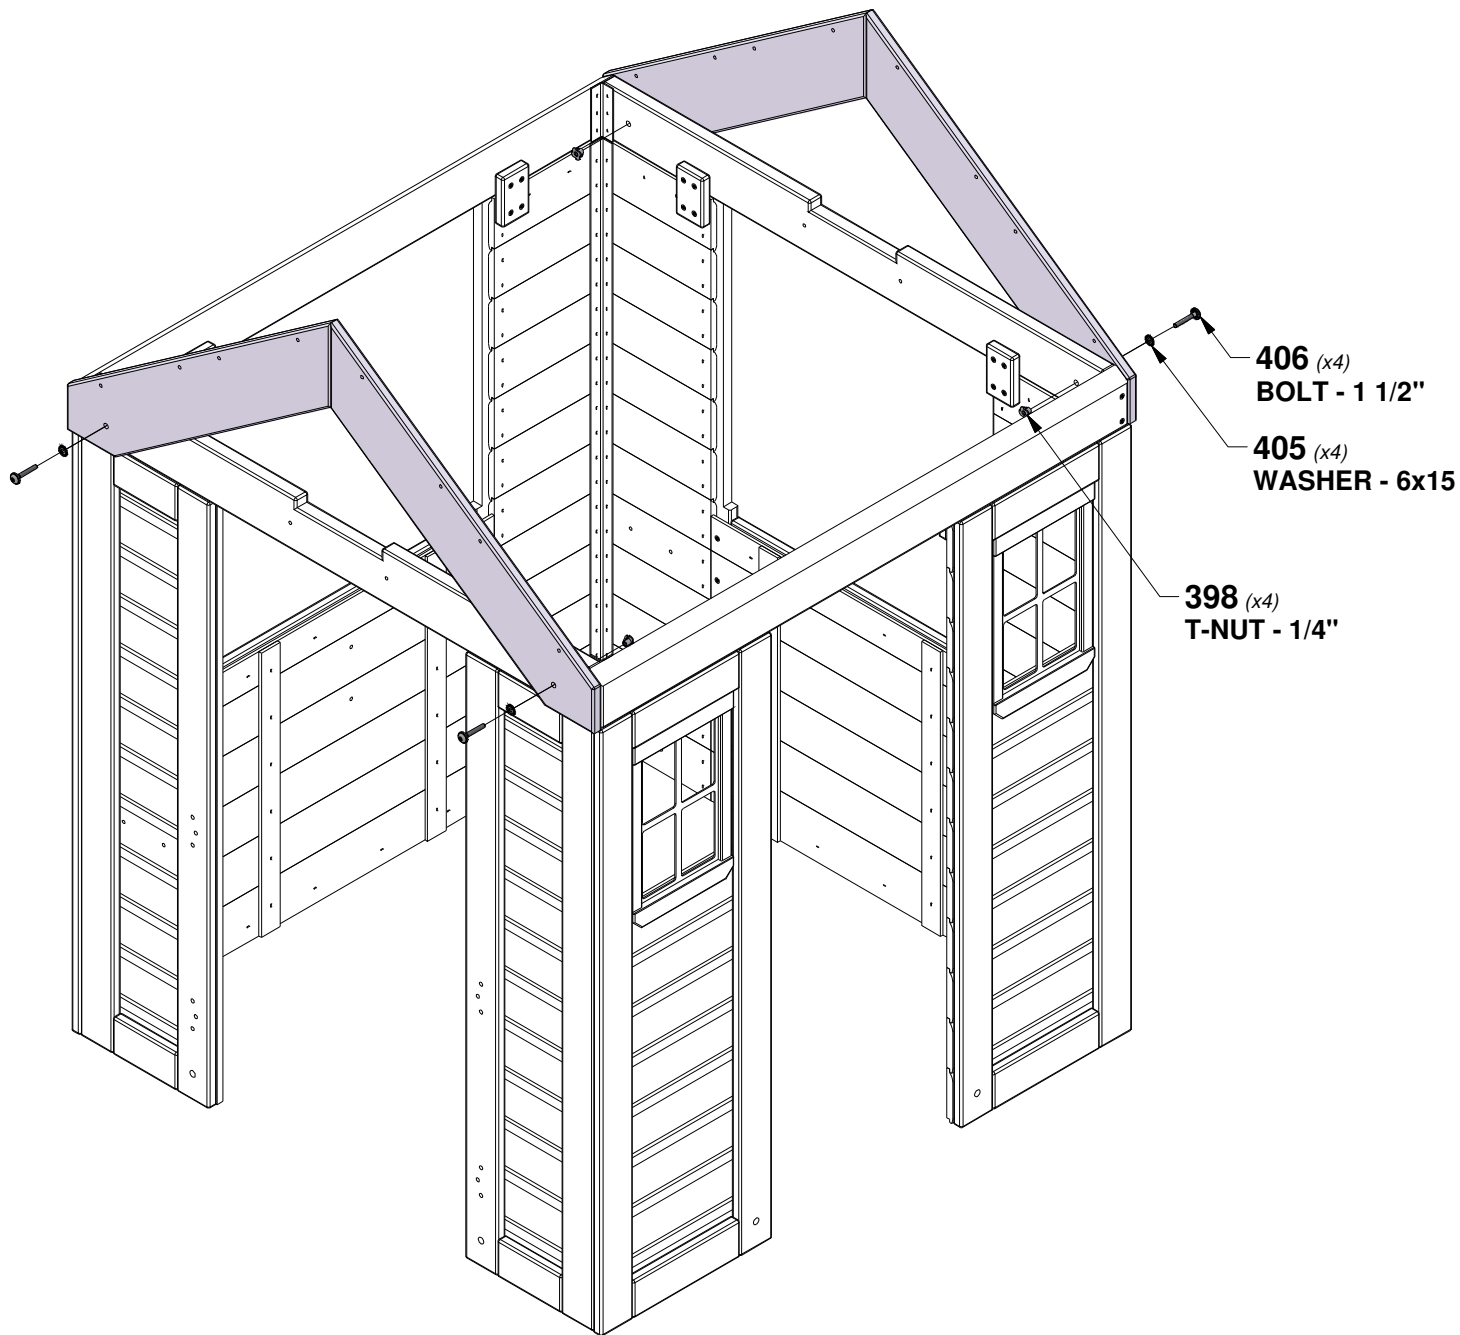 406 (x4)
BOLT - 1 1/2"
405 (x4)
WASHER - 6x15
398 (x4)
T-NUT - 1/4"